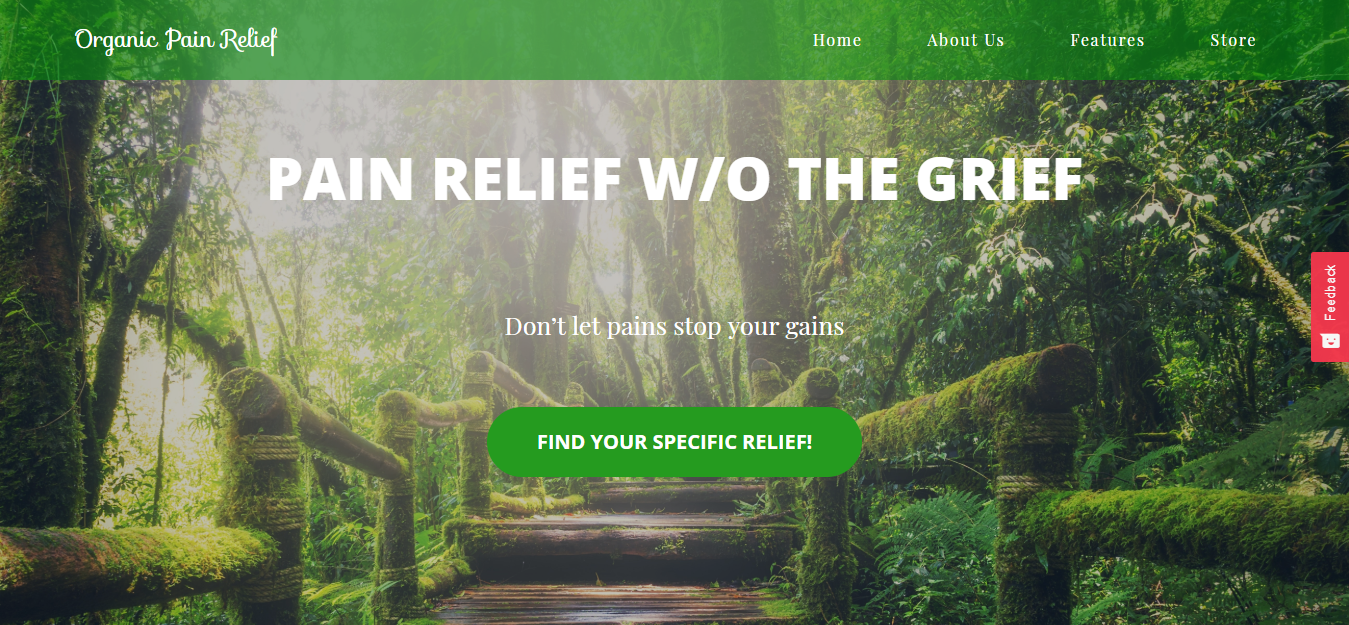 Organic Pain Relief
Home
About Us
Features
Store
PAIN RELIEF W/O THE GRIEF
Don’t let pains stop your gains
FIND YOUR SPECIFIC RELIEF!
Feedback